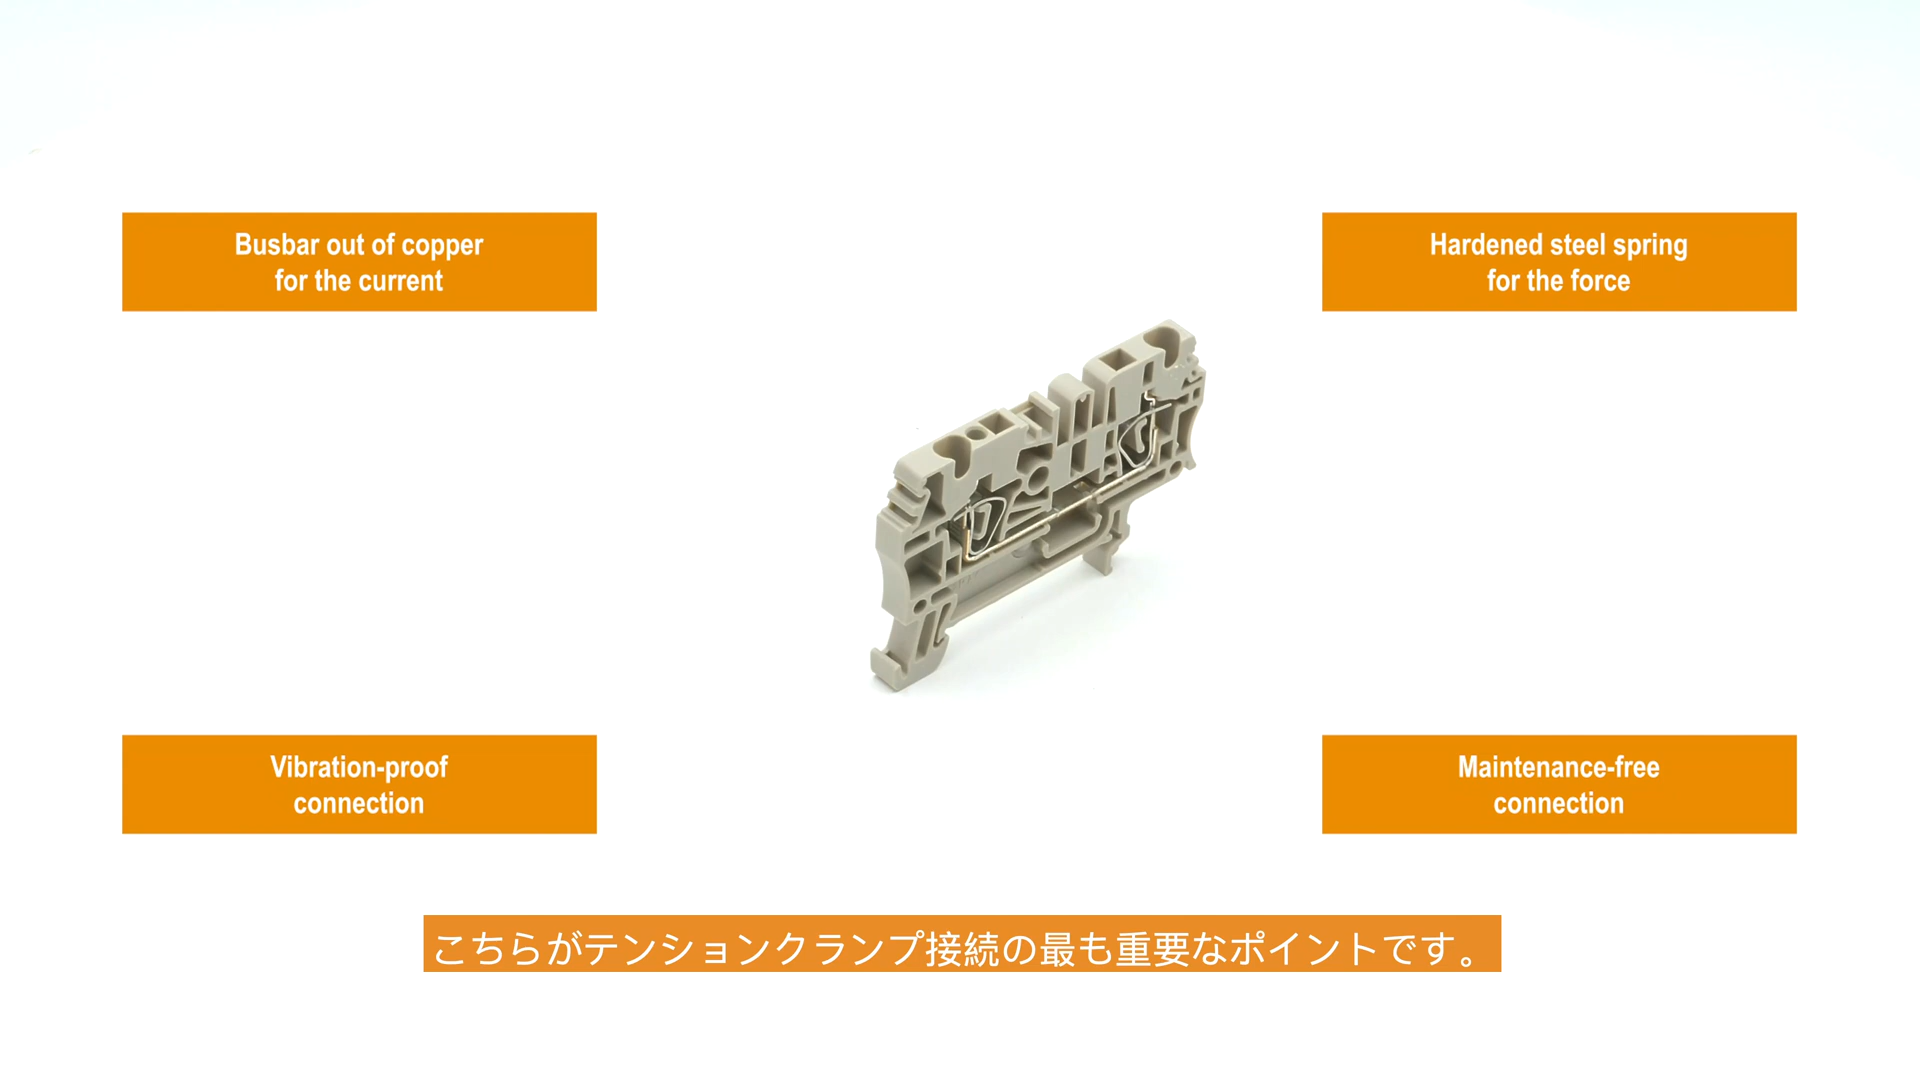 Busbar out of copper
for the current
Hardened steel spring
for the force
Vibration-proof
connection
Maintenance-free
connection
こちらがテンションクランプ接続の最も重要なポイントです。